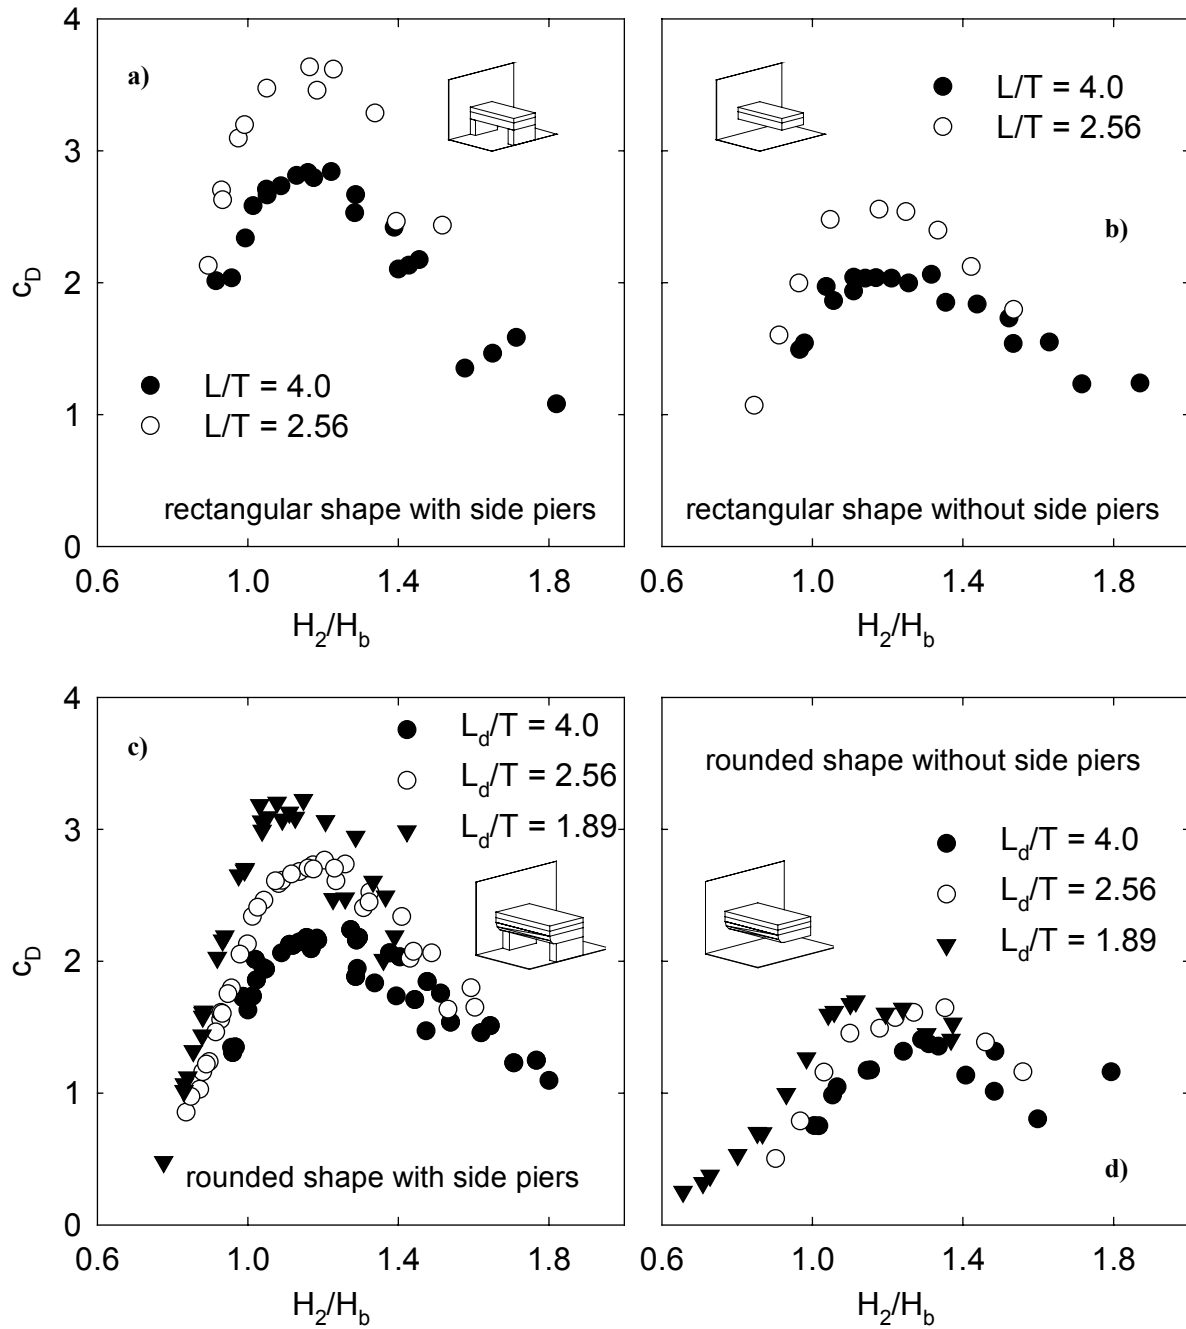 4
3
2
1
0
c_D
a)
L/T = 4.0
L/T = 2.56
rectangular shape with side piers
0.6 1.0 1.4 1.8
H_2/H_b
L/T = 4.0
L/T = 2.56
b)
rectangular shape without side piers
0.6 1.0 1.4 1.8
H_2/H_b
4
3
2
1
0
c_D
c)
L_d/T = 4.0
L_d/T = 2.56
L_d/T = 1.89
rounded shape with side piers
0.6 1.0 1.4 1.8
H_2/H_b
rounded shape without side piers
L_d/T = 4.0
L_d/T = 2.56
L_d/T = 1.89
d)
0.6 1.0 1.4 1.8
H_2/H_b